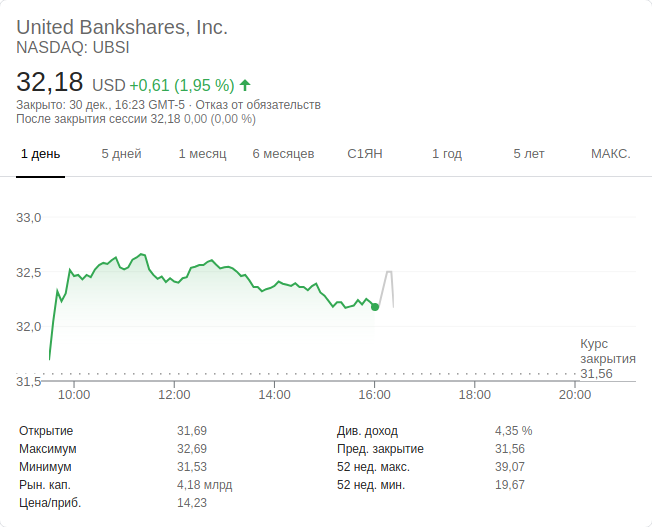 United Bankshares, Inc.
NASDAQ: UBSI
32,18 USD +0,61 (1,95 %)
Закрыто: 30 дек., 16:23 GMT-5 · Отказ от обязательств
После закрытия сессии 32,18 0,00 (0,00 %)
1 день 5 дней 1 месяц 6 месяцев С1ЯН 1 год 5 лет МАКС.
33,0
32,5
32,0
Курс
закрытия
31,56
31,5
10:00 12:00 14:00 16:00 18:00 20:00
Открытие 31,69 Див. доход 4,35 %
Максимум 32,69 Пред. закрытие 31,56
Минимум 31,53 52 нед. макс. 39,07
Рын. кап. 4,18 млрд 52 нед. мин. 19,67
Цена/приб. 14,23